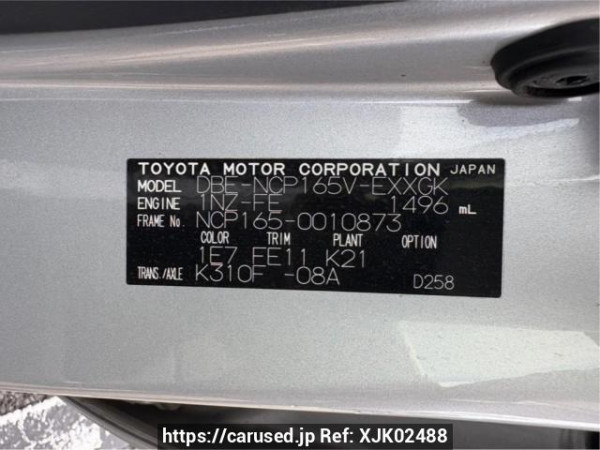 TOYOTA MOTOR CORPORATION JAPAN
MODEL DBE-NCP165V-EXXGK
ENGINE 1NZ-FE 1496 mL
FRAME No. NCP165-0010873
COLOR TRIM PLANT OPTION
1E7 EE11 K21
TRANS./AXLE K310F -08A D258
https://carused.jp Ref: XJK02488